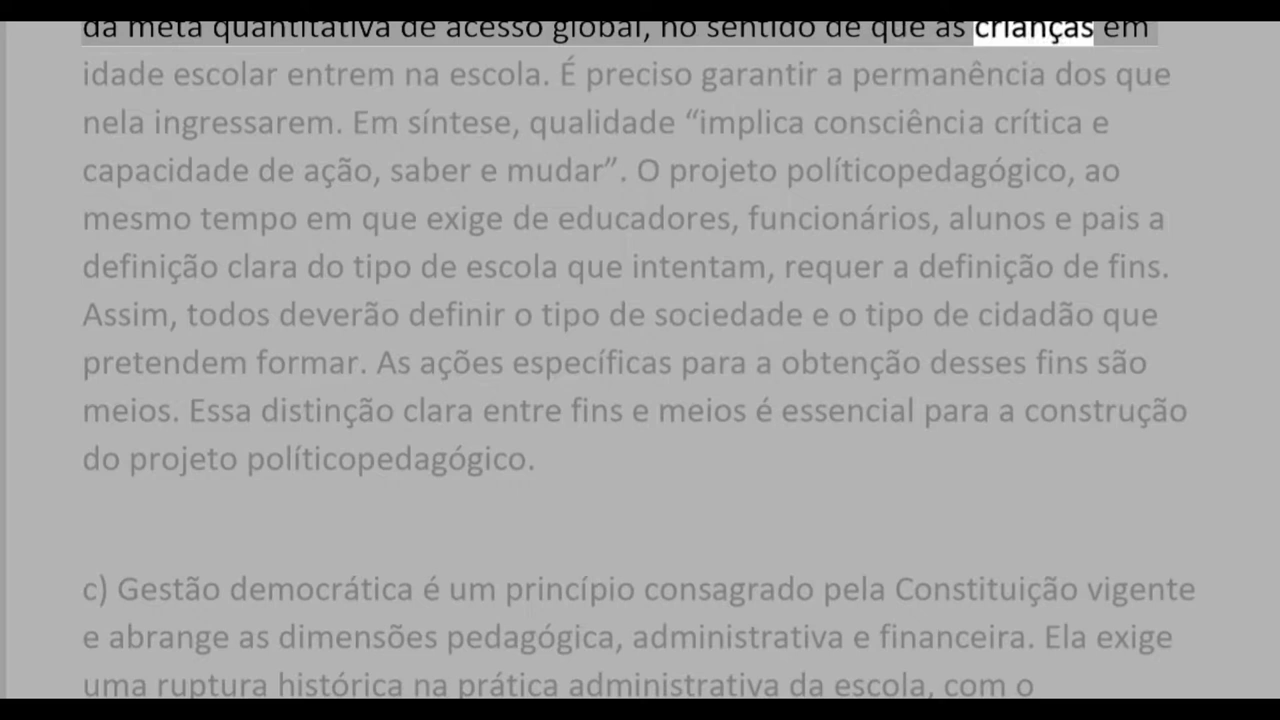 da meta quantitativa de acesso global, no sentido de que as crianças em
idade escolar entrem na escola. É preciso garantir a permanência dos que
nela ingressarem. Em síntese, qualidade “implica consciência crítica e
capacidade de ação, saber e mudar”. O projeto políticopedagógico, ao
mesmo tempo em que exige de educadores, funcionários, alunos e pais a
definição clara do tipo de escola que intentam, requer a definição de fins.
Assim, todos deverão definir o tipo de sociedade e o tipo de cidadão que
pretendem formar. As ações específicas para a obtenção desses fins são
meios. Essa distinção clara entre fins e meios é essencial para a construção
do projeto políticopedagógico.
c) Gestão democrática é um princípio consagrado pela Constituição vigente
e abrange as dimensões pedagógica, administrativa e financeira. Ela exige
uma ruptura histórica na prática administrativa da escola, com o